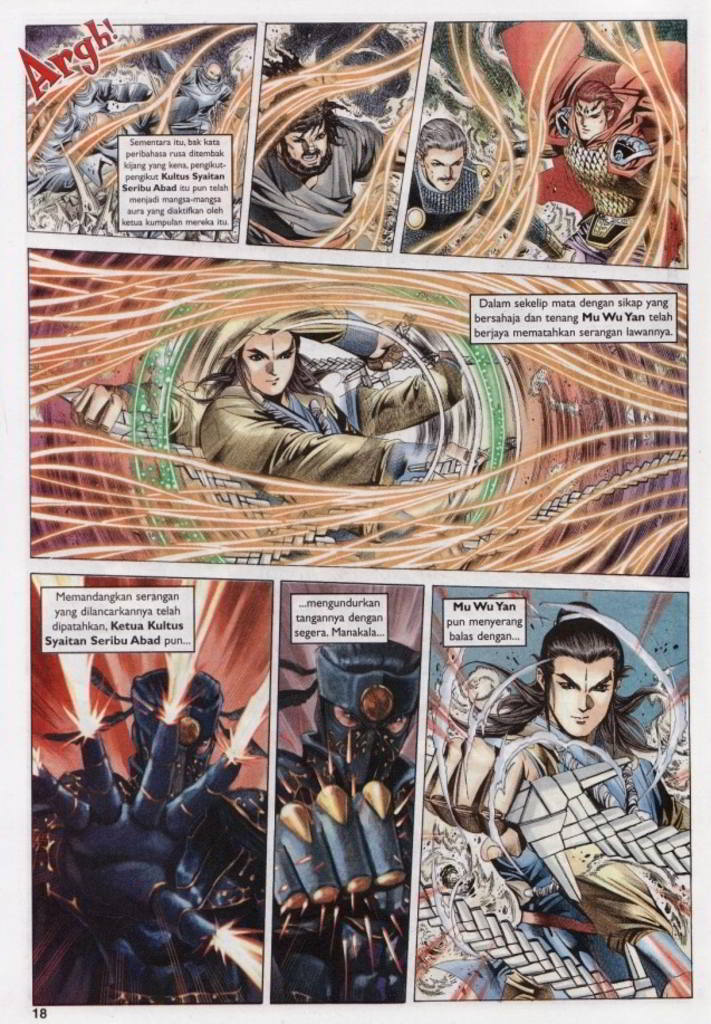 Argh!
Sementara itu, bak kata
peribahasa rusa ditembak
kijang yang kena, pengikut-
pengikut Kultus Syaitan
Seribu Abad itu pun telah
menjadi mangsa-mangsa
aura yang diaktifkan oleh
ketua kumpulan mereka itu.
Dalam sekelip mata dengan sikap yang
bersahaja dan tenang Mu Wu Yan telah
berjaya mematahkan serangan lawannya.
Memandangkan serangan
yang dilancarkannya telah
dipatahkan, Ketua Kultus
Syaitan Seribu Abad pun...
...mengundurkan
tangannya dengan
segera. Manakala...
Mu Wu Yan
pun menyerang
balas dengan...
18